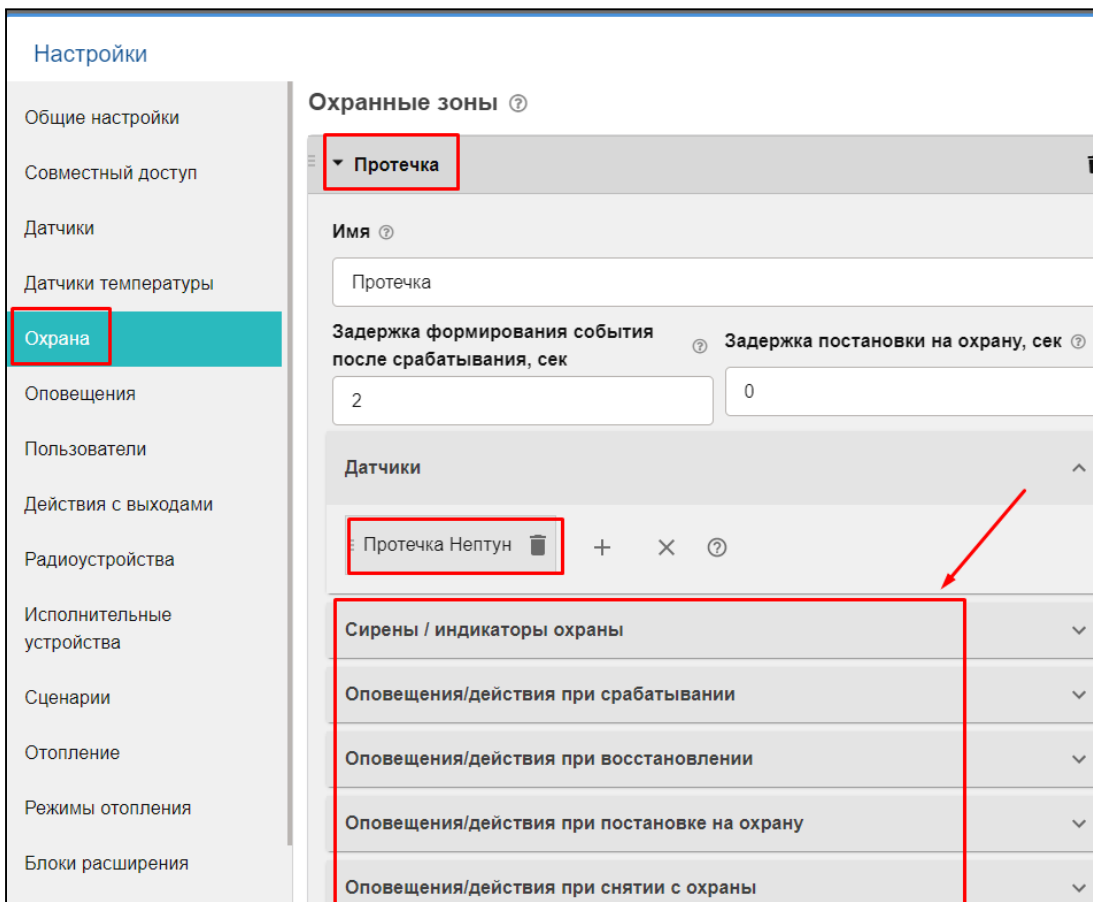 Настройки
Общие настройки
Совместный доступ
Датчики
Датчики температуры
Охрана
Оповещения
Пользователи
Действия с выходами
Радиоустройства
Исполнительные
устройства
Сценарии
Отопление
Режимы отопления
Блоки расширения
Охранные зоны
Протечка
Имя
Протечка
Задержка формирования события
после срабатывания, сек
2
Задержка постановки на охрану, сек
0
Датчики
Протечка Нептун
Сирены / индикаторы охраны
Оповещения/действия при срабатывании
Оповещения/действия при восстановлении
Оповещения/действия при постановке на охрану
Оповещения/действия при снятии с охраны